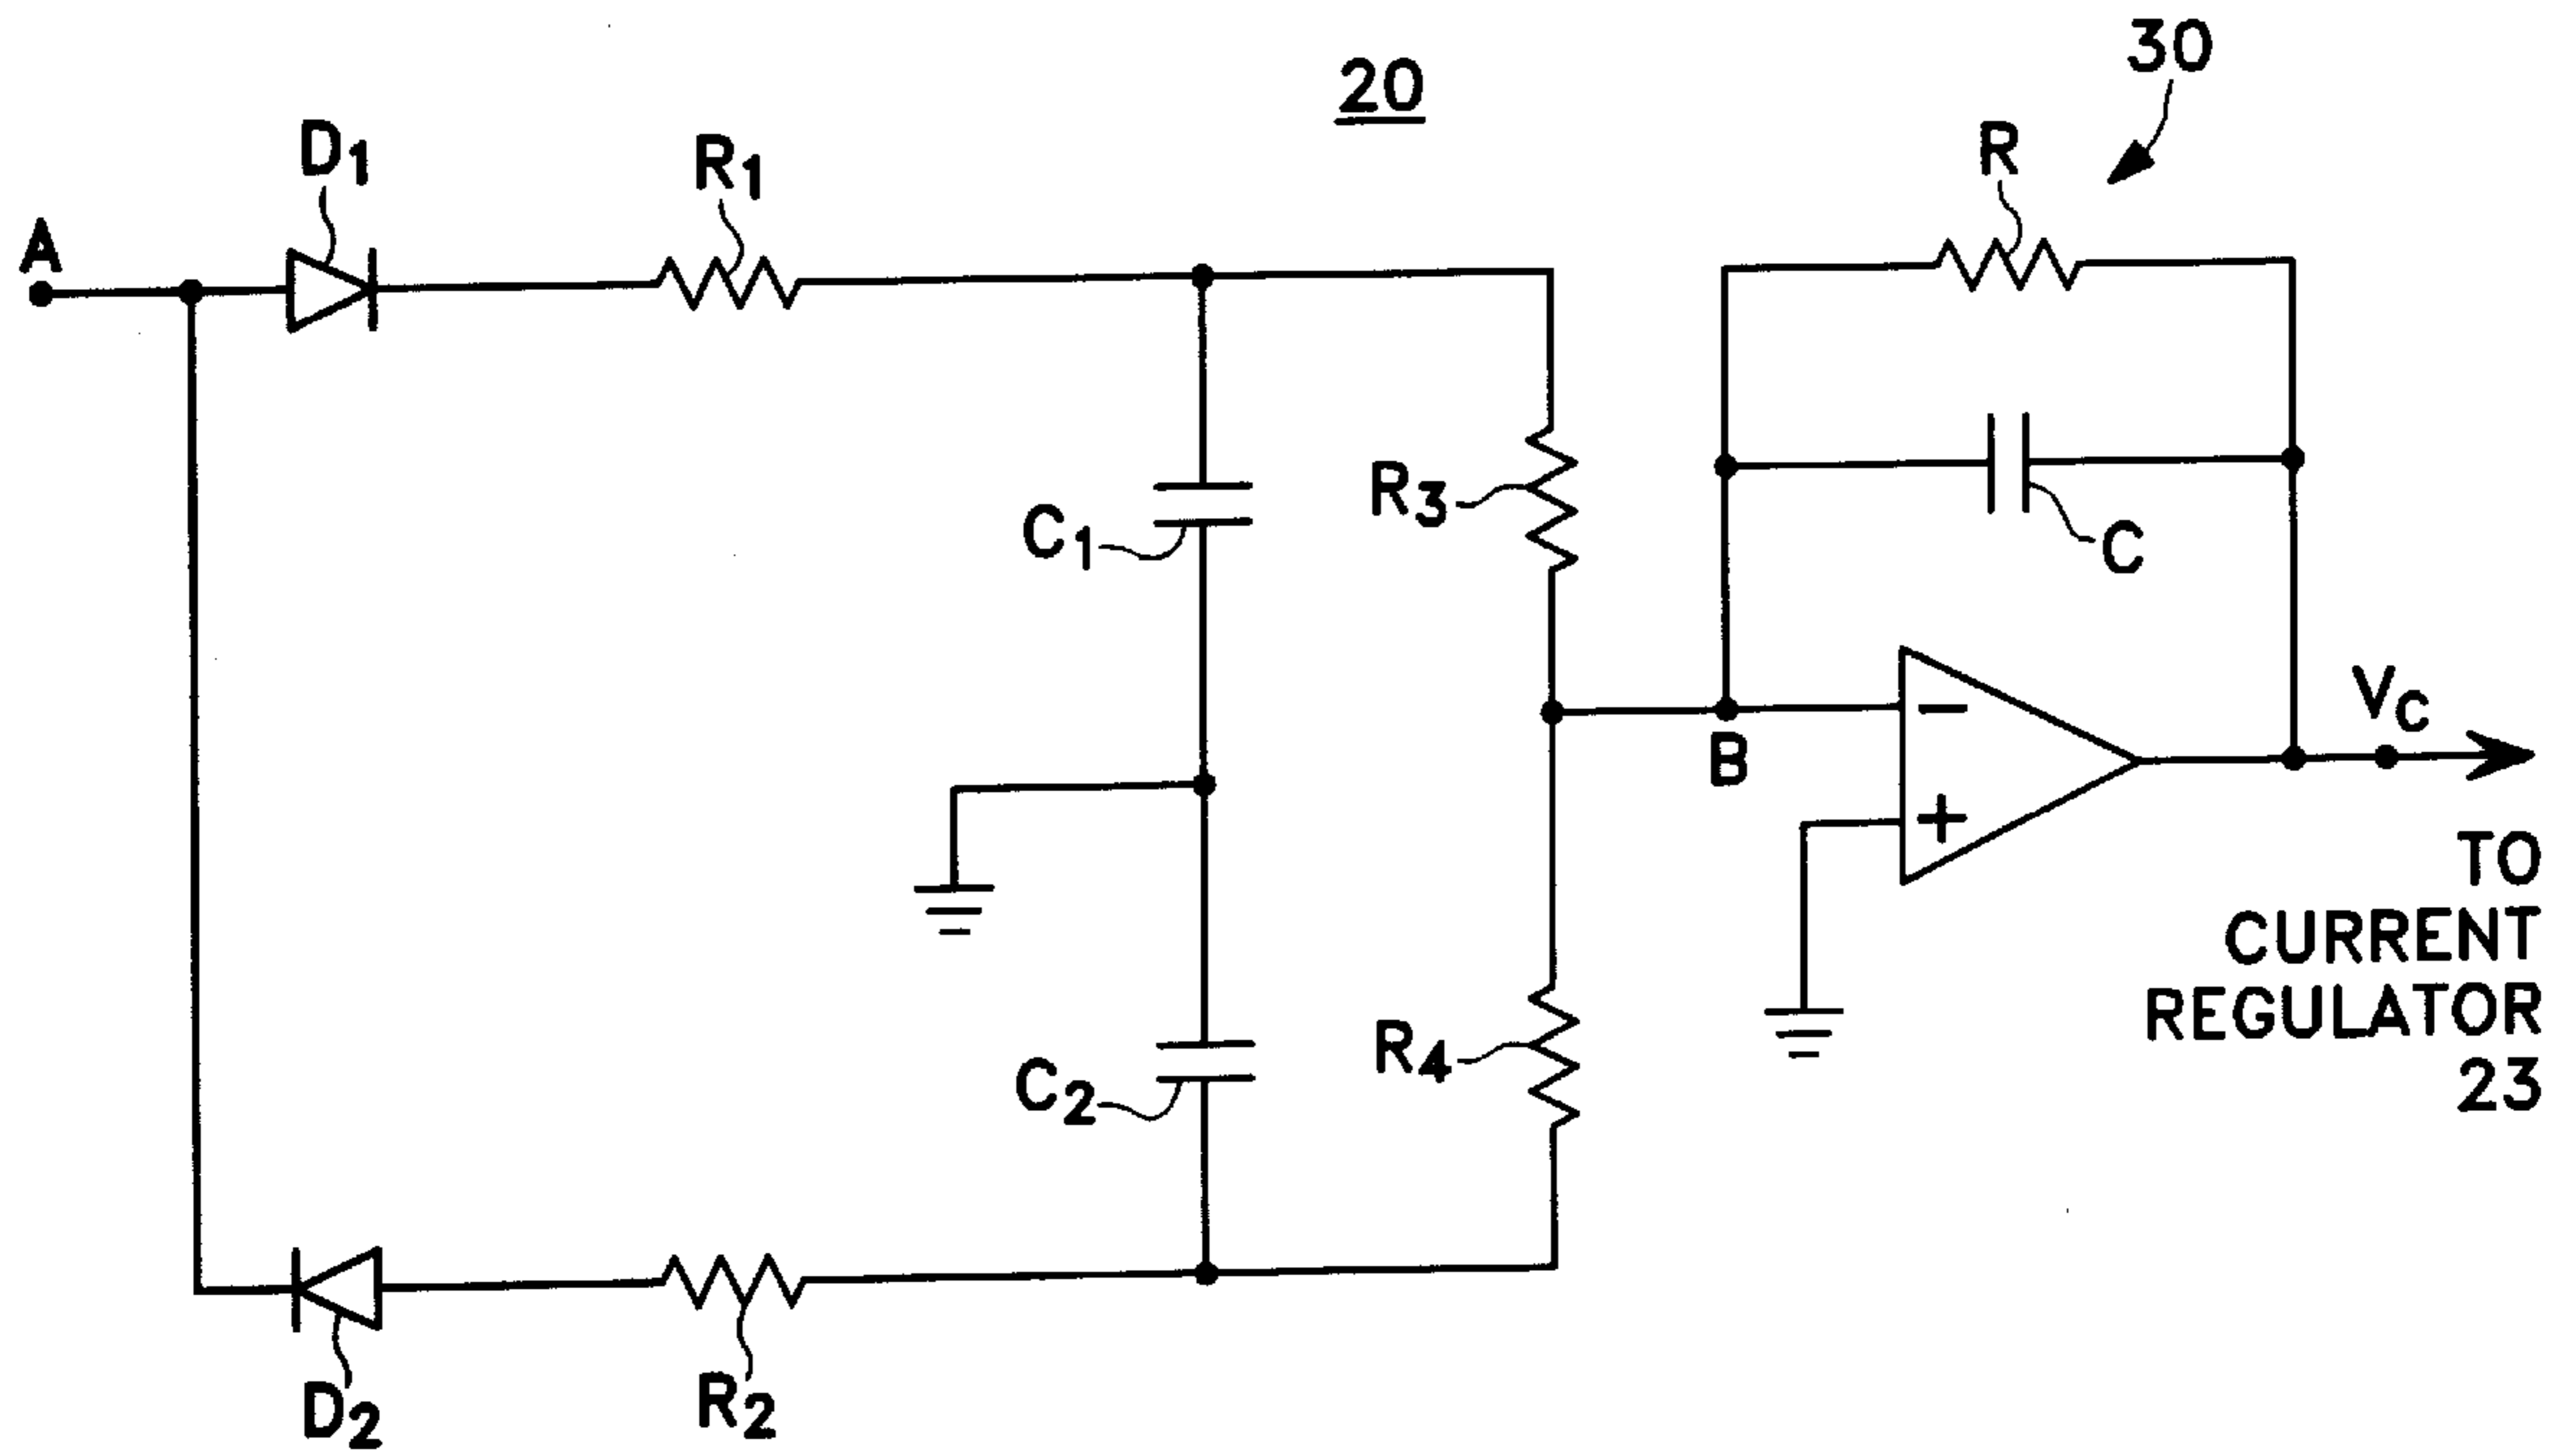 20
30
A
D1
R1
R
C1
R3
C
B
−
+
VC
TO
CURRENT
REGULATOR
23
C2
R4
D2
R2